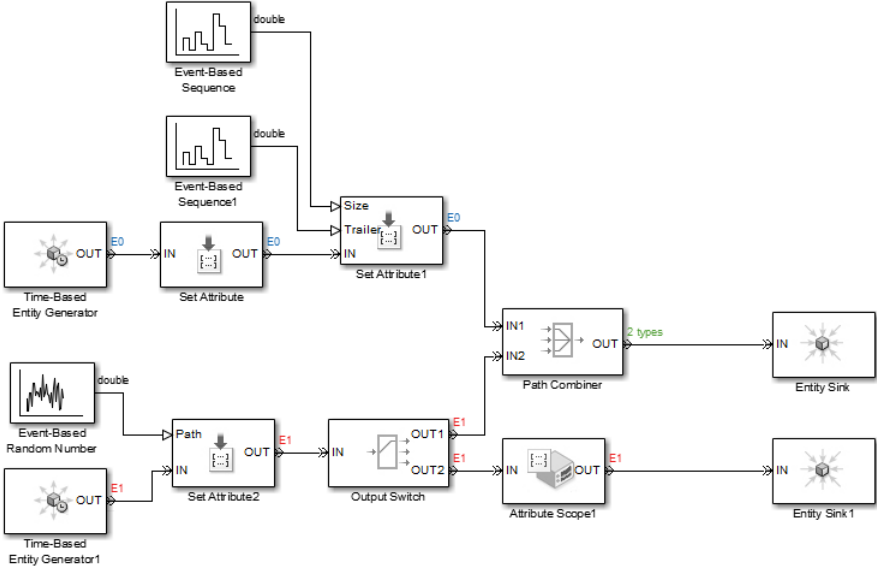 double
Event-Based
Sequence
double
Event-Based
Sequence1
Size
Trailer
IN
OUT
E0
Set Attribute1
OUT
E0
Time-Based
Entity Generator
IN
OUT
E0
Set Attribute
IN1
IN2
OUT
2 types
Path Combiner
IN
Entity Sink
double
Event-Based
Random Number
Path
IN
OUT
E1
Set Attribute2
OUT
E1
Time-Based
Entity Generator1
IN
OUT1
E1
OUT2
E1
Output Switch
IN
OUT
E1
Attribute Scope1
IN
Entity Sink1